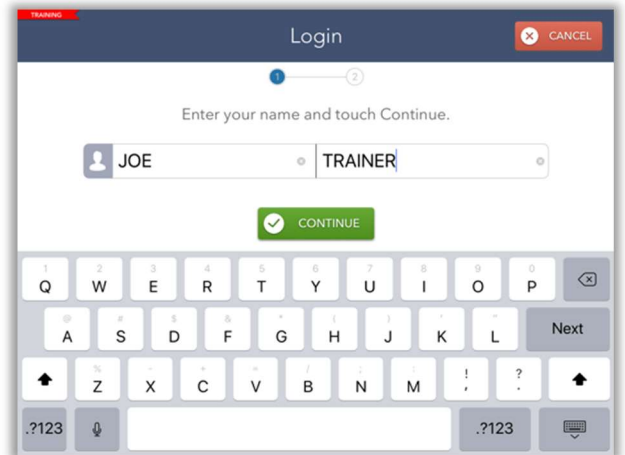 TRAINING
Login
CANCEL
1 2
Enter your name and touch Continue.
JOE TRAINER
CONTINUE
1 2 3 4 5 6 7 8 9 0
Q W E R T Y U I O P
@ # $ & * ( ) ' "
A S D F G H J K L Next
% - + = / ; : ! ?
Z X C V B N M , .
.?123 .?123